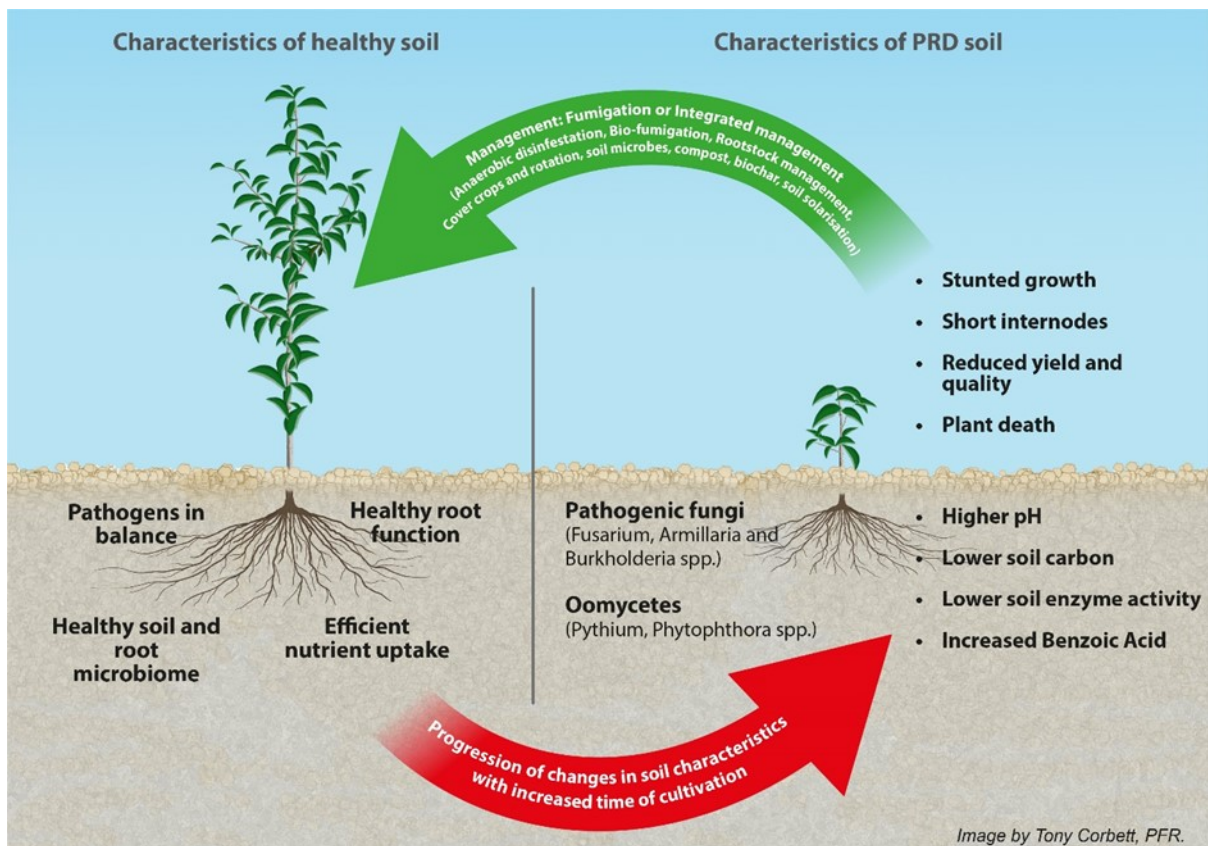 Characteristics of healthy soil
Characteristics of PRD soil
Management: Fumigation or Integrated management
(Anaerobic disinfestation, Bio-fumigation, Rootstock management,
Cover crops and rotation, soil microbes, compost, biochar, soil solarisation)
• Stunted growth
• Short internodes
• Reduced yield and
quality
• Plant death
Pathogens in
balance
Healthy root
function
Healthy soil and
root
microbiome
Efficient
nutrient uptake
Pathogenic fungi
(Fusarium, Armillaria and
Burkholderia spp.)
Oomycetes
(Pythium, Phytophthora spp.)
• Higher pH
• Lower soil carbon
• Lower soil enzyme activity
• Increased Benzoic Acid
Progression of changes in soil characteristics
with increased time of cultivation
Image by Tony Corbett, PFR.